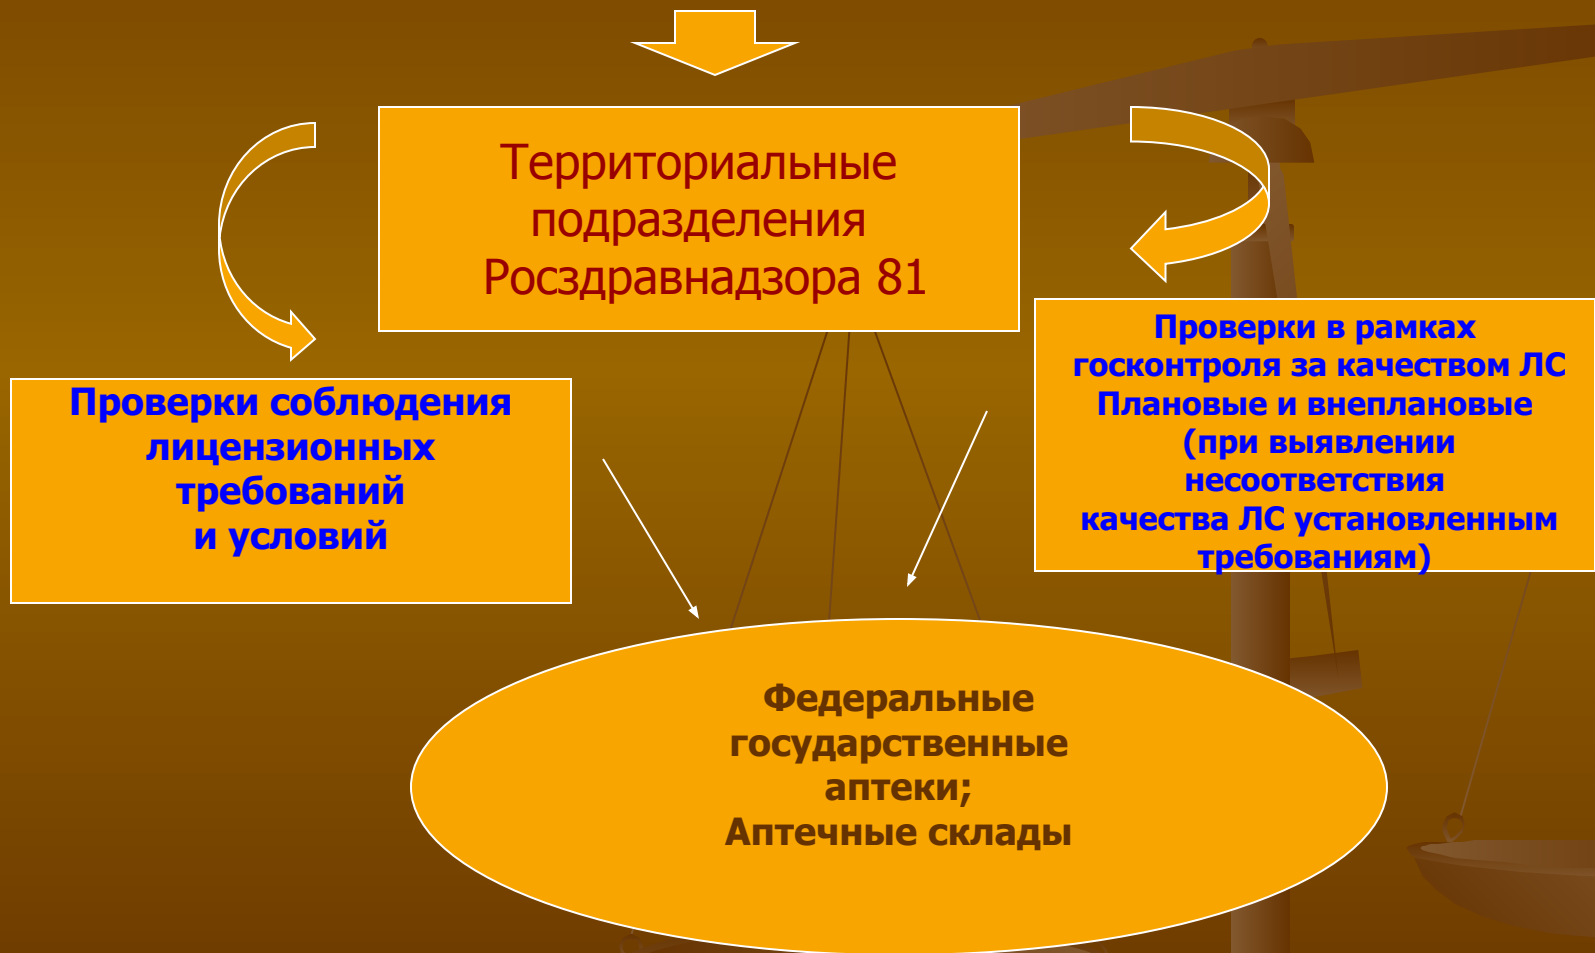 Территориальные
подразделения
Росздравнадзора 81
Проверки соблюдения
лицензионных
требований
и условий
Проверки в рамках
госконтроля за качеством ЛС
Плановые и внеплановые
(при выявлении
несоответствия
качества ЛС установленным
требованиям)
Федеральные
государственные
аптеки;
Аптечные склады